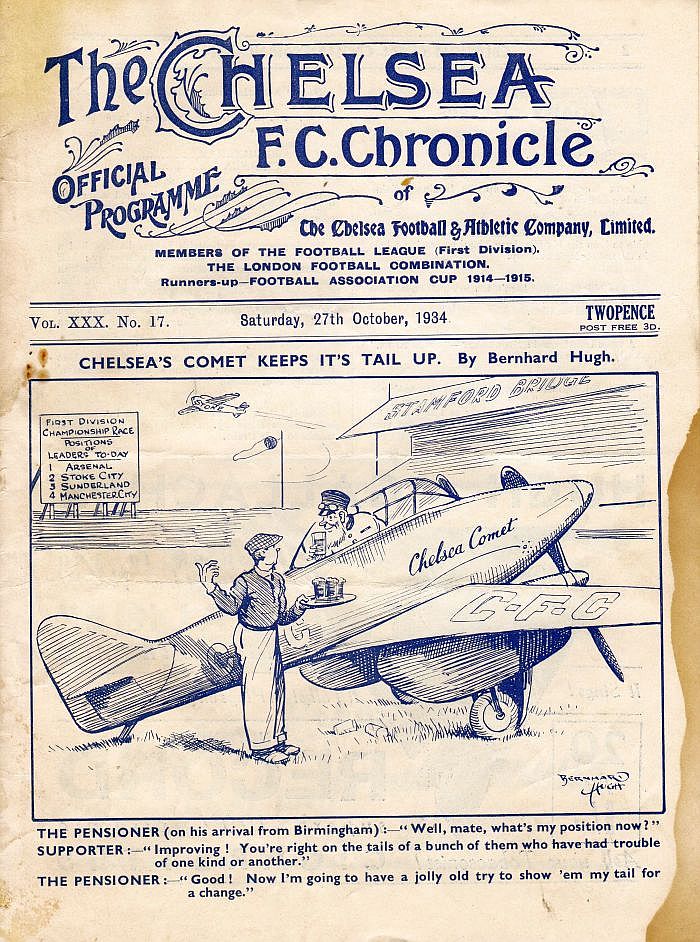 The CHELSEA
F.C. Chronicle
OFFICIAL
PROGRAMME
of
The Chelsea Football & Athletic Company, Limited.
MEMBERS OF THE FOOTBALL LEAGUE (First Division).
THE LONDON FOOTBALL COMBINATION.
Runners-up—FOOTBALL ASSOCIATION CUP 1914—1915.
VOL. XXX. No. 17.
Saturday, 27th October, 1934
TWOPENCE
POST FREE 3D.
CHELSEA'S COMET KEEPS IT'S TAIL UP. By Bernhard Hugh.
STOKE
STAMFORD BRIDGE
FIRST DIVISION
CHAMPIONSHIP RACE
POSITIONS
OF
LEADERS TO-DAY
1 ARSENAL
2 STOKE CITY
3 SUNDERLAND
4 MANCHESTER CITY
Chelsea Comet
C-F-C
BERNHARD
HUGH
THE PENSIONER (on his arrival from Birmingham) :—" Well, mate, what's my position now?"
SUPPORTER :—" Improving ! You're right on the tails of a bunch of them who have had trouble
of one kind or another."
THE PENSIONER :—" Good ! Now I'm going to have a jolly old try to show 'em my tail for
a change."